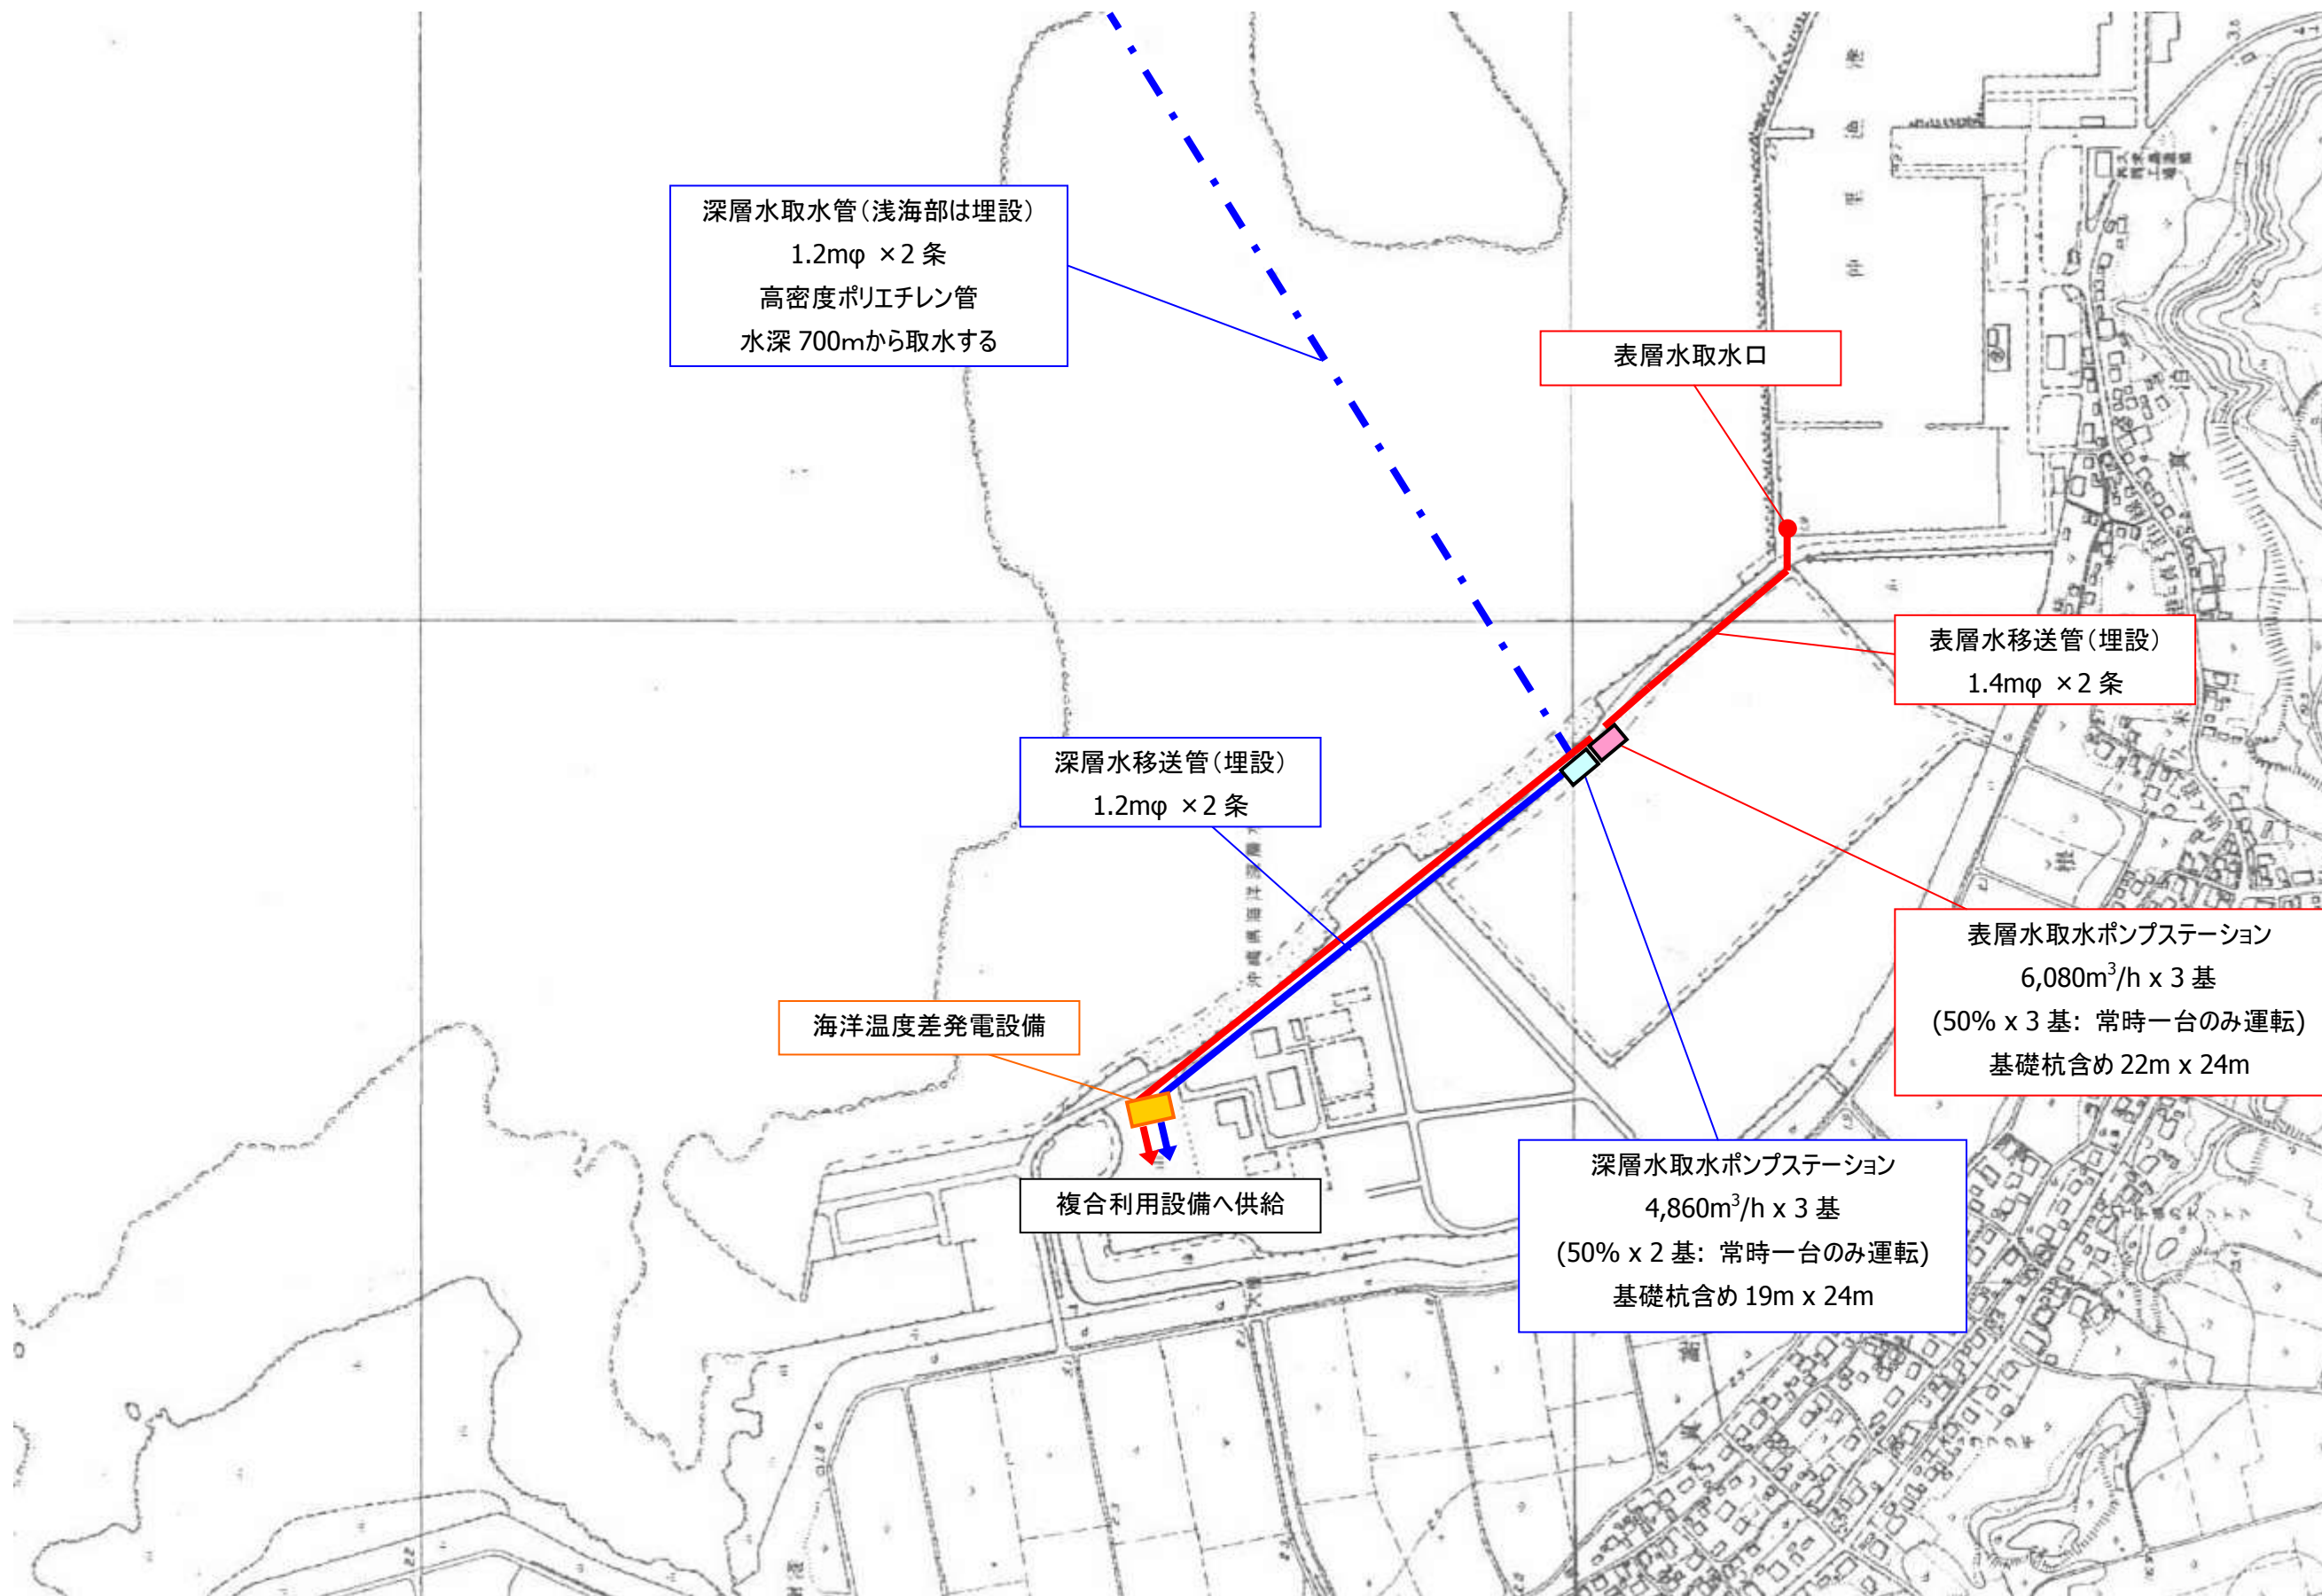 深層水取水管（浅海部は埋設）
1.2mφ ×2 条
高密度ポリエチレン管
水深 700mから取水する
表層水取水口
表層水移送管（埋設）
1.4mφ ×2 条
深層水移送管（埋設）
1.2mφ ×2 条
表層水取水ポンプステーション
6,080m³/h x 3 基
(50% x 3 基: 常時一台のみ運転)
基礎杭含め 22m x 24m
海洋温度差発電設備
深層水取水ポンプステーション
4,860m³/h x 3 基
(50% x 2 基: 常時一台のみ運転)
基礎杭含め 19m x 24m
複合利用設備へ供給
沖縄県海洋深層水